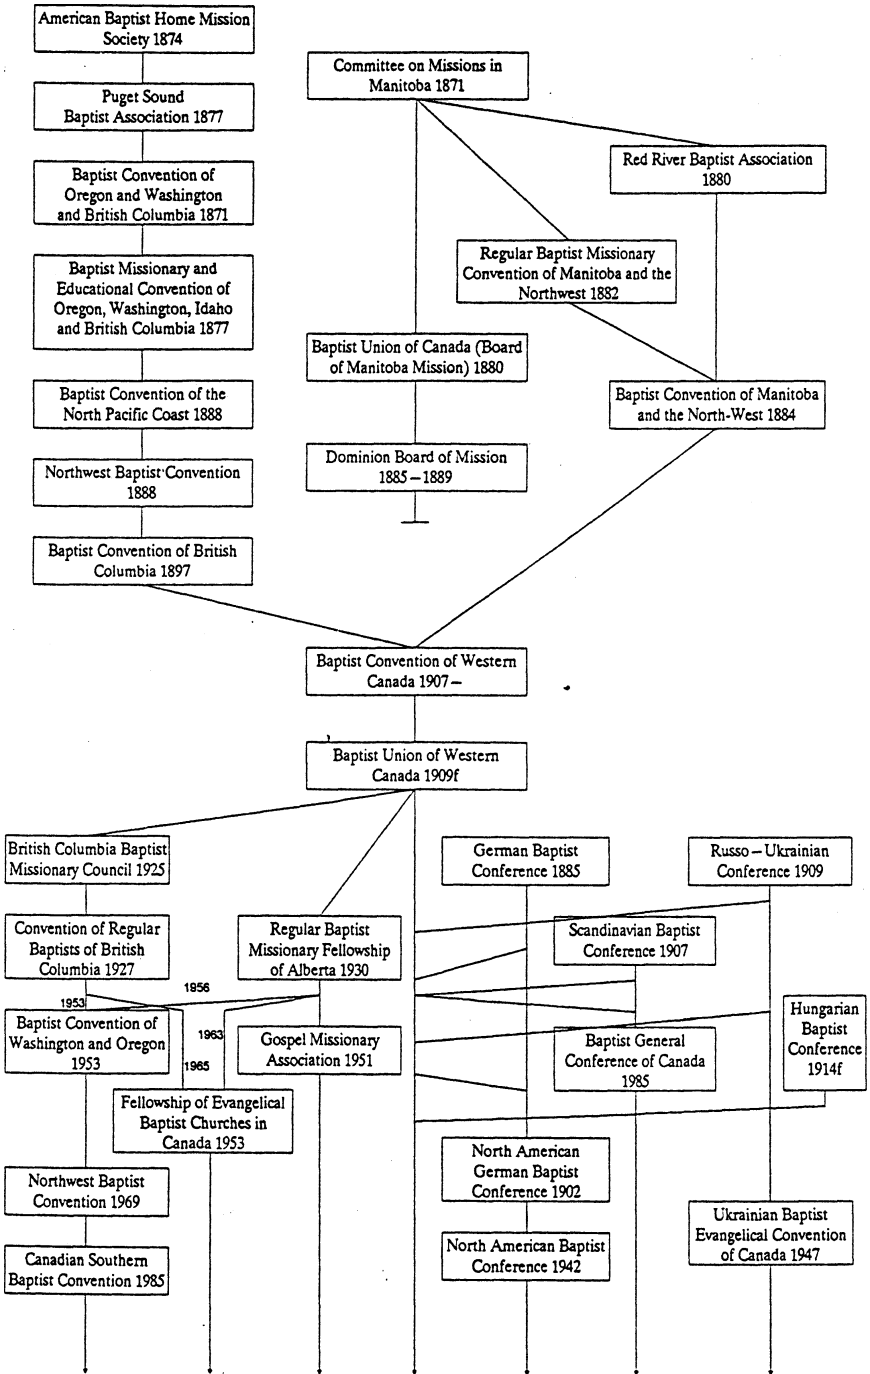 American Baptist Home Mission
Society 1874
Puget Sound
Baptist Association 1877
Baptist Convention of
Oregon and Washington
and British Columbia 1871
Baptist Missionary and
Educational Convention of
Oregon, Washington, Idaho
and British Columbia 1877
Baptist Convention of the
North Pacific Coast 1888
Northwest Baptist Convention
1888
Baptist Convention of British
Columbia 1897
Committee on Missions in
Manitoba 1871
Red River Baptist Association
1880
Regular Baptist Missionary
Convention of Manitoba and the
Northwest 1882
Baptist Union of Canada (Board
of Manitoba Mission) 1880
Baptist Convention of Manitoba
and the North-West 1884
Dominion Board of Mission
1885–1889
Baptist Convention of Western
Canada 1907–
Baptist Union of Western
Canada 1909f
British Columbia Baptist
Missionary Council 1925
German Baptist
Conference 1885
Russo–Ukrainian
Conference 1909
Convention of Regular
Baptists of British
Columbia 1927
Regular Baptist
Missionary Fellowship
of Alberta 1930
Scandinavian Baptist
Conference 1907
1956
1953
Baptist Convention of
Washington and Oregon
1953
1963
1965
Gospel Missionary
Association 1951
Baptist General
Conference of Canada
1985
Hungarian
Baptist
Conference
1914f
Fellowship of Evangelical
Baptist Churches in
Canada 1953
North American
German Baptist
Conference 1902
Northwest Baptist
Convention 1969
Ukrainian Baptist
Evangelical Convention
of Canada 1947
North American Baptist
Conference 1942
Canadian Southern
Baptist Convention 1985